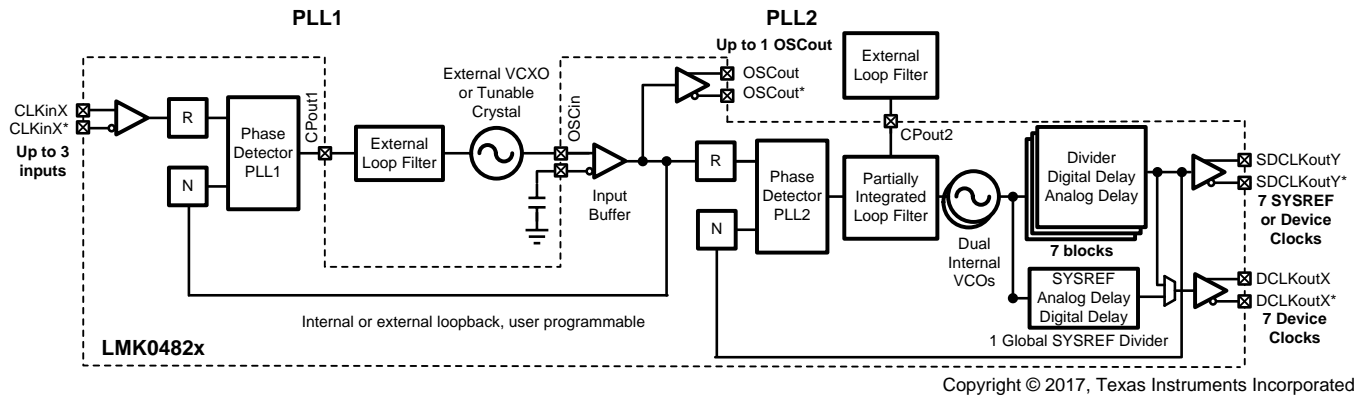 PLL1
PLL2
Up to 1 OSCout
External
Loop Filter
External VCXO
or Tunable
Crystal
OSCout
OSCout*
CLKinX
CLKinX*
Up to 3
inputs
R
N
Phase
Detector
PLL1
CPout1
External
Loop Filter
OSCin
Input
Buffer
R
N
Phase
Detector
PLL2
CPout2
Partially
Integrated
Loop Filter
Dual
Internal
VCOs
Divider
Digital Delay
Analog Delay
7 blocks
SYSREF
Analog Delay
Digital Delay
1 Global SYSREF Divider
SDCLKoutY
SDCLKoutY*
7 SYSREF
or Device
Clocks
DCLKoutX
DCLKoutX*
7 Device
Clocks
Internal or external loopback, user programmable
LMK0482x
Copyright © 2017, Texas Instruments Incorporated